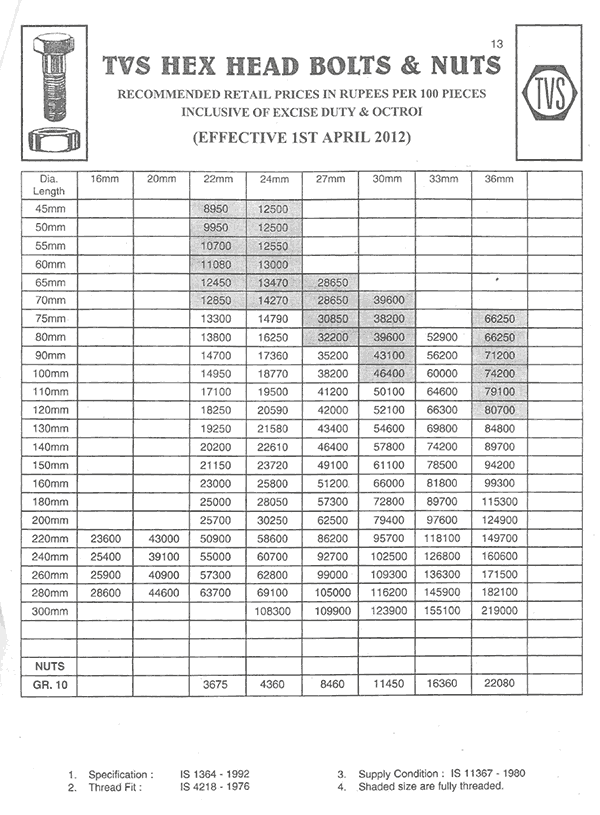 13
TVS HEX HEAD BOLTS & NUTS
RECOMMENDED RETAIL PRICES IN RUPEES PER 100 PIECES
INCLUSIVE OF EXCISE DUTY & OCTROI
(EFFECTIVE 1ST APRIL 2012)
TVS
Dia. Length 16mm 20mm 22mm 24mm 27mm 30mm 33mm 36mm
45mm 8950 12500
50mm 9950 12500
55mm 10700 12550
60mm 11080 13000
65mm 12450 13470 28650
70mm 12850 14270 28650 39600
75mm 13300 14790 30850 38200 66250
80mm 13800 16250 32200 39600 52900 66250
90mm 14700 17360 35200 43100 56200 71200
100mm 14950 18770 38200 46400 60000 74200
110mm 17100 19500 41200 50100 64600 79100
120mm 18250 20590 42000 52100 66300 80700
130mm 19250 21580 43400 54600 69800 84800
140mm 20200 22610 46400 57800 74200 89700
150mm 21150 23720 49100 61100 78500 94200
160mm 23000 25800 51200 66000 81800 99300
180mm 25000 28050 57300 72800 89700 115300
200mm 25700 30250 62500 79400 97600 124900
220mm 23600 43000 50900 58600 86200 95700 118100 149700
240mm 25400 39100 55000 60700 92700 102500 126800 160600
260mm 25900 40900 57300 62800 99000 109300 136300 171500
280mm 28600 44600 63700 69100 105000 116200 145900 182100
300mm 108300 109900 123900 155100 219000
NUTS
GR. 10 3675 4360 8460 11450 16360 22080
1. Specification : IS 1364 - 1992
2. Thread Fit : IS 4218 - 1976
3. Supply Condition : IS 11367 - 1980
4. Shaded size are fully threaded.